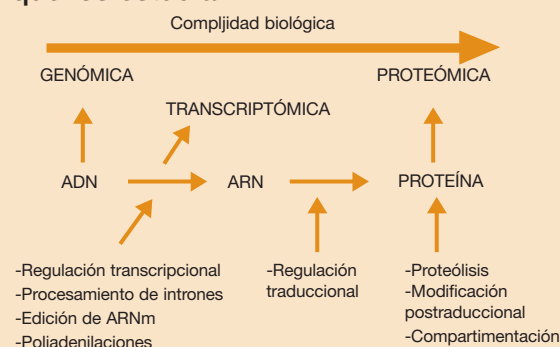 Compljidad biológica
GENÓMICA
PROTEÓMICA
TRANSCRIPTÓMICA
ADN
ARN
PROTEÍNA
-Regulación transcripcional
-Procesamiento de intrones
-Edición de ARNm
-Poliadenilaciones
-Regulación
traduccional
-Proteólisis
-Modificación
postraduccional
-Compartimentación